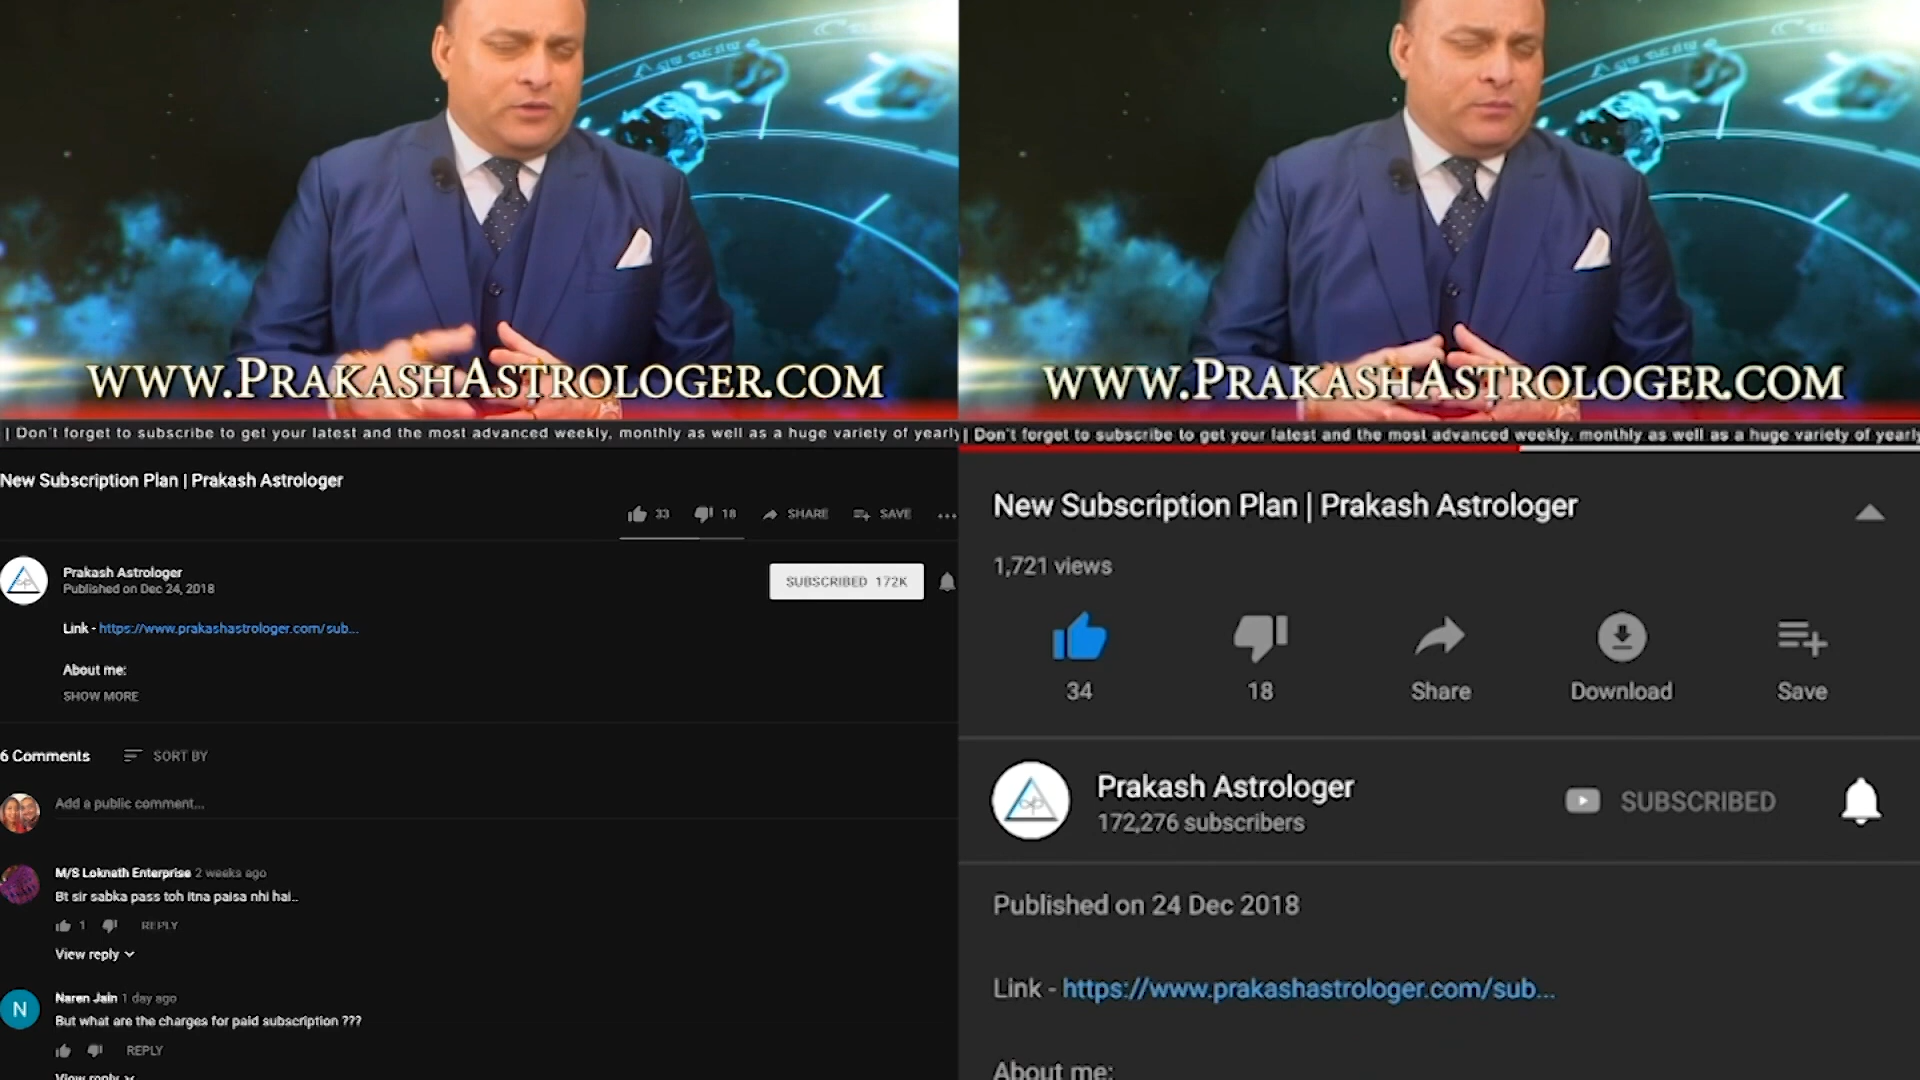 WWW.PRAKASHASTROLOGER.COM
| Don't forget to subscribe to get your latest and the most advanced weekly, monthly as well as a huge variety of yearly
New Subscription Plan | Prakash Astrologer
33 18 SHARE SAVE
Prakash Astrologer
Published on Dec 24, 2018
SUBSCRIBED 172K
Link - https://www.prakashastrologer.com/sub...
About me:
SHOW MORE
6 Comments SORT BY
Add a public comment...
M/S Loknath Enterprise 2 weeks ago
Bt sir sabka pass toh itna paisa nhi hai..
1 REPLY
View reply
N
Naren Jain 1 day ago
But what are the charges for paid subscription ???
REPLY
View reply
WWW.PRAKASHASTROLOGER.COM
| Don't forget to subscribe to get your latest and the most advanced weekly, monthly as well as a huge variety of yearly
New Subscription Plan | Prakash Astrologer
1,721 views
34 18 Share Download Save
Prakash Astrologer
172,276 subscribers
SUBSCRIBED
Published on 24 Dec 2018
Link - https://www.prakashastrologer.com/sub...
About me: